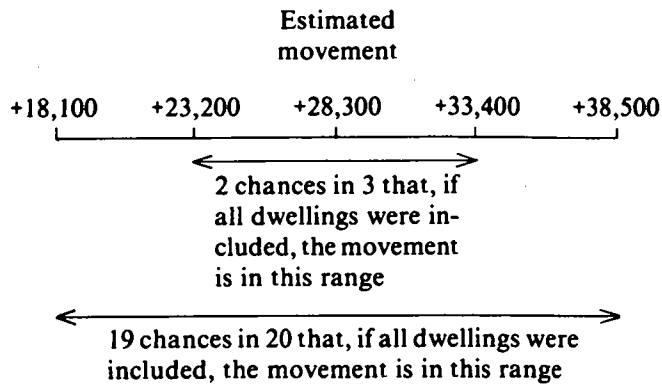 Estimated
movement
+18,100 +23,200 +28,300 +33,400 +38,500
2 chances in 3 that, if
all dwellings were in-
cluded, the movement
is in this range
19 chances in 20 that, if all dwellings were
included, the movement is in this range